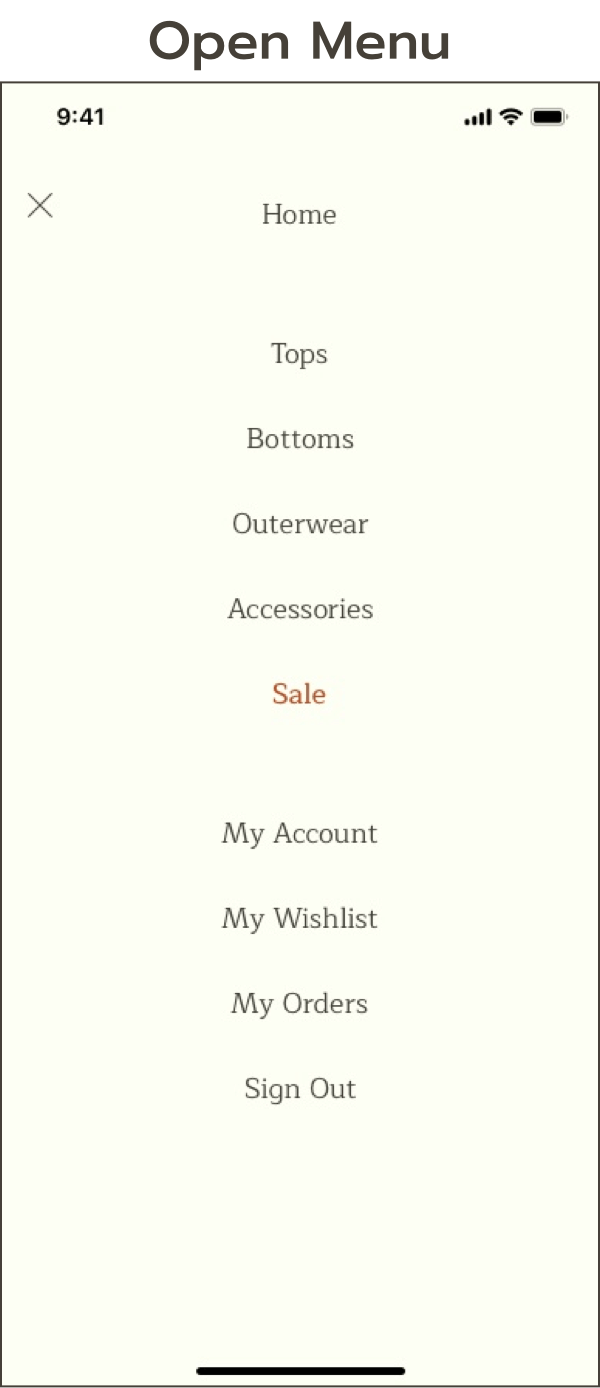 Open Menu
9:41
Home
Tops
Bottoms
Outerwear
Accessories
Sale
My Account
My Wishlist
My Orders
Sign Out